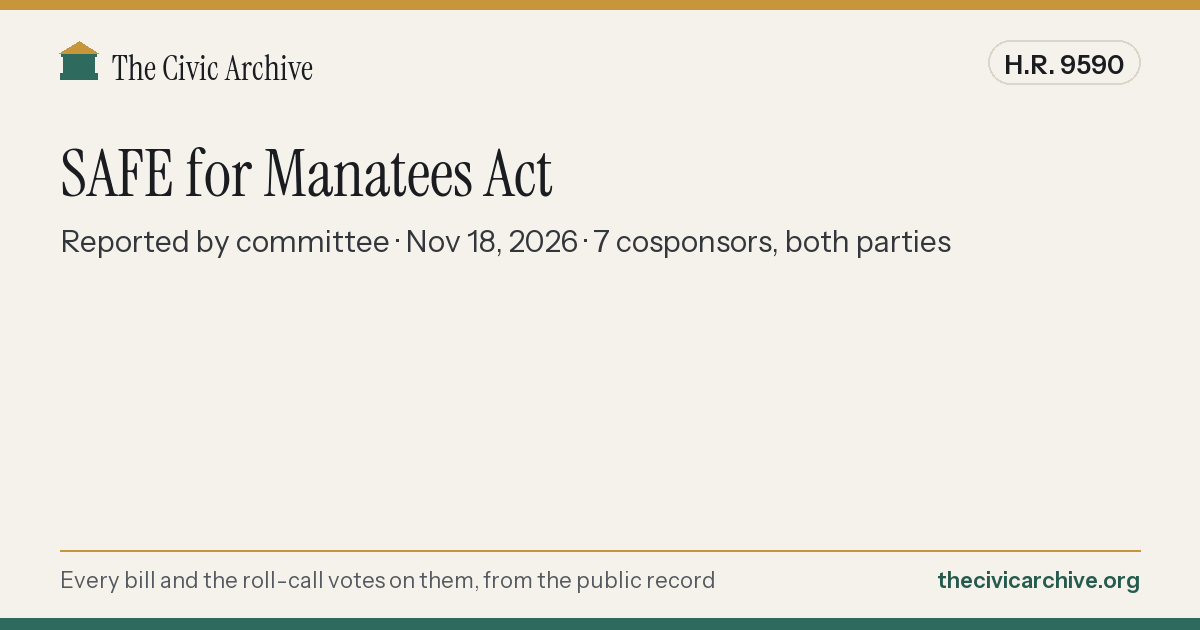 The Civic Archive
H.R. 9590
SAFE for Manatees Act
Reported by committee · Nov 18, 2026 · 7 cosponsors, both parties
Every bill and the roll-call votes on them, from the public record
thecivicarchive.org